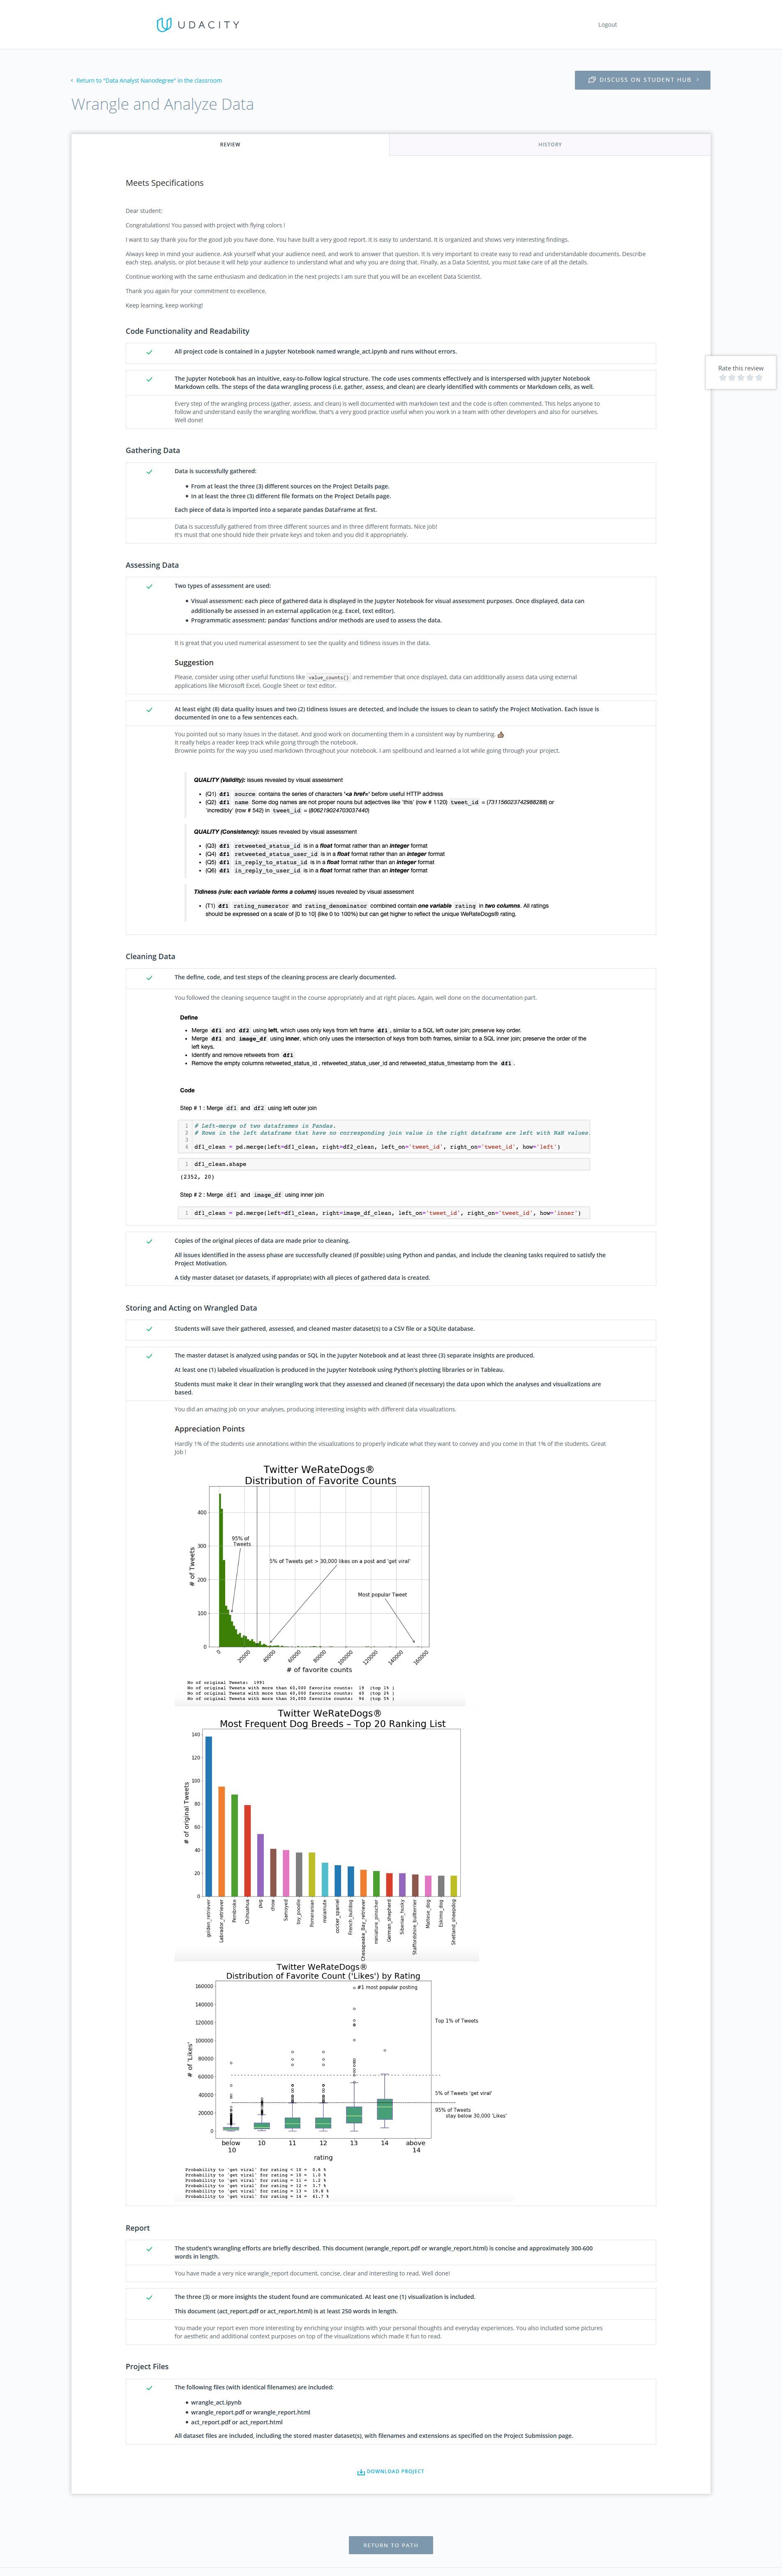 UDACITY
Logout
Return to "Data Analyst Nanodegree" in the classroom
DISCUSS ON STUDENT HUB
Wrangle and Analyze Data
REVIEW
HISTORY
Meets Specifications
Dear student:
Congratulations! You passed with project with flying colors !
I want to say thank you for the good job you have done. You have built a very good report. It is easy to understand. It is organized and shows very interesting findings.
Always keep in mind your audience. Ask yourself what your audience need, and work to answer that question. It is very important to create easy to read and understandable documents. Describe
each step, analysis, or plot because it will help your audience to understand what and why you are doing that. Finally, as a Data Scientist, you must take care of all the details.
Continue working with the same enthusiasm and dedication in the next projects I am sure that you will be an excellent Data Scientist.
Thank you again for your commitment to excellence,
Keep learning, keep working!
Code Functionality and Readability
All project code is contained in a Jupyter Notebook named wrangle_act.ipynb and runs without errors.
Rate this review
The Jupyter Notebook has an intuitive, easy-to-follow logical structure. The code uses comments effectively and is interspersed with Jupyter Notebook
Markdown cells. The steps of the data wrangling process (i.e. gather, assess, and clean) are clearly identified with comments or Markdown cells, as well.
Every step of the wrangling process (gather, assess, and clean) is well documented with markdown text and the code is often commented. This helps anyone to
follow and understand easily the wrangling workflow, that's a very good practice useful when you work in a team with other developers and also for ourselves.
Well done!
Gathering Data
Data is successfully gathered:
• From at least the three (3) different sources on the Project Details page.
• In at least the three (3) different file formats on the Project Details page.
Each piece of data is imported into a separate pandas DataFrame at first.
Data is successfully gathered from three different sources and in three different formats. Nice job!
It's must that one should hide their private keys and token and you did it appropriately.
Assessing Data
Two types of assessment are used:
• Visual assessment: each piece of gathered data is displayed in the Jupyter Notebook for visual assessment purposes. Once displayed, data can
additionally be assessed in an external application (e.g. Excel, text editor).
• Programmatic assessment: pandas' functions and/or methods are used to assess the data.
It is great that you used numerical assessment to see the quality and tidiness issues in the data.
Suggestion
Please, consider using other useful functions like value_counts() and remember that once displayed, data can additionally assess data using external
applications like Microsoft Excel, Google Sheet or text editor.
At least eight (8) data quality issues and two (2) tidiness issues are detected, and include the issues to clean to satisfy the Project Motivation. Each issue is
documented in one to a few sentences each.
You pointed out so many issues in the dataset. And good work on documenting them in a consistent way by numbering. 👍🏽
It really helps a reader keep track while going through the notebook.
Brownie points for the way you used markdown throughout your notebook. I am spellbound and learned a lot while going through your project.
QUALITY (Validity): issues revealed by visual assessment
• (Q1) df1 source contains the series of characters '<a href=' before useful HTTP address
• (Q2) df1 name Some dog names are not proper nouns but adjectives like 'this' (row # 1120) tweet_id = (731156023742988288) or
'incredibly' (row # 542) in tweet_id = (806219024703037440)
QUALITY (Consistency): issues revealed by visual assessment
• (Q3) df1 retweeted_status_id is in a float format rather than an integer format
• (Q4) df1 retweeted_status_user_id is in a float format rather than an integer format
• (Q5) df1 in_reply_to_status_id is in a float format rather than an integer format
• (Q6) df1 in_reply_to_user_id is in a float format rather than an integer format
Tidiness (rule: each variable forms a column) issues revealed by visual assessment
• (T1) df1 rating_numerator and rating_denominator combined contain one variable rating in two columns. All ratings
should be expressed on a scale of [0 to 10] (like 0 to 100%) but can get higher to reflect the unique WeRateDogs® rating.
Cleaning Data
The define, code, and test steps of the cleaning process are clearly documented.
You followed the cleaning sequence taught in the course appropriately and at right places. Again, well done on the documentation part.
Define
• Merge df1 and df2 using left, which uses only keys from left frame df1 , similar to a SQL left outer join; preserve key order.
• Merge df1 and image_df using inner, which only uses the intersection of keys from both frames, similar to a SQL inner join; preserve the order of the
left keys.
• Identify and remove retweets from df1
• Remove the empty columns retweeted_status_id , retweeted_status_user_id and retweeted_status_timestamp from the df1 .
Code
Step # 1 : Merge df1 and df2 using left outer join
1 # Left-merge of two dataframes in Pandas.
2 # Rows in the left dataframe that have no corresponding join value in the right dataframe are left with NaN values.
3
4 df1_clean = pd.merge(left=df1_clean, right=df2_clean, left_on='tweet_id', right_on='tweet_id', how='left')
1 df1_clean.shape
(2352, 20)
Step # 2 : Merge df1 and image_df using inner join
1 df1_clean = pd.merge(left=df1_clean, right=image_df_clean, left_on='tweet_id', right_on='tweet_id', how='inner')
Copies of the original pieces of data are made prior to cleaning.
All issues identified in the assess phase are successfully cleaned (if possible) using Python and pandas, and include the cleaning tasks required to satisfy the
Project Motivation.
A tidy master dataset (or datasets, if appropriate) with all pieces of gathered data is created.
Storing and Acting on Wrangled Data
Students will save their gathered, assessed, and cleaned master dataset(s) to a CSV file or a SQLite database.
The master dataset is analyzed using pandas or SQL in the Jupyter Notebook and at least three (3) separate insights are produced.
At least one (1) labeled visualization is produced in the Jupyter Notebook using Python's plotting libraries or in Tableau.
Students must make it clear in their wrangling work that they assessed and cleaned (if necessary) the data upon which the analyses and visualizations are
based.
You did an amazing job on your analyses, producing interesting insights with different data visualizations.
Appreciation Points
Hardly 1% of the students use annotations within the visualizations to properly indicate what they want to convey and you come in that 1% of the students. Great
Job !
Twitter WeRateDogs®
Distribution of Favorite Counts
# of Tweets
400
300
200
100
0
95% of
Tweets
5% of Tweets get > 30,000 likes on a post and 'get viral'
Most popular Tweet
0 20000 40000 60000 80000 100000 120000 140000 160000
# of favorite counts
No of original Tweets: 1991
No of original Tweets with more than 60,000 favorite counts: 19 (top 1% )
No of original Tweets with more than 40,000 favorite counts: 40 (top 2% )
No of original Tweets with more than 30,000 favorite counts: 94 (top 5% )
Twitter WeRateDogs®
Most Frequent Dog Breeds – Top 20 Ranking List
# of original Tweets
140
120
100
80
60
40
20
0
golden_retriever
Labrador_retriever
Pembroke
Chihuahua
pug
chow
Samoyed
toy_poodle
Pomeranian
malamute
cocker_spaniel
French_bulldog
Chesapeake_Bay_retriever
miniature_pinscher
German_shepherd
Siberian_husky
Staffordshire_bullterrier
Maltese_dog
Eskimo_dog
Shetland_sheepdog
Twitter WeRateDogs®
Distribution of Favorite Count ('Likes') by Rating
# of 'Likes'
160000
140000
120000
100000
80000
60000
40000
20000
0
#1 most popular posting
Top 1% of Tweets
5% of Tweets 'get viral'
95% of Tweets
stay below 30,000 'Likes'
below
10
10 11 12 13 14
above
14
rating
Probability to 'get viral' for rating < 10 = 0.6 %
Probability to 'get viral' for rating = 10 = 1.0 %
Probability to 'get viral' for rating = 11 = 1.2 %
Probability to 'get viral' for rating = 12 = 3.7 %
Probability to 'get viral' for rating = 13 = 19.8 %
Probability to 'get viral' for rating = 14 = 41.7 %
Report
The student's wrangling efforts are briefly described. This document (wrangle_report.pdf or wrangle_report.html) is concise and approximately 300-600
words in length.
You have made a very nice wrangle_report document, concise, clear and interesting to read. Well done!
The three (3) or more insights the student found are communicated. At least one (1) visualization is included.
This document (act_report.pdf or act_report.html) is at least 250 words in length.
You made your report even more interesting by enriching your insights with your personal thoughts and everyday experiences. You also included some pictures
for aesthetic and additional context purposes on top of the visualizations which made it fun to read.
Project Files
The following files (with identical filenames) are included:
• wrangle_act.ipynb
• wrangle_report.pdf or wrangle_report.html
• act_report.pdf or act_report.html
All dataset files are included, including the stored master dataset(s), with filenames and extensions as specified on the Project Submission page.
DOWNLOAD PROJECT
RETURN TO PATH